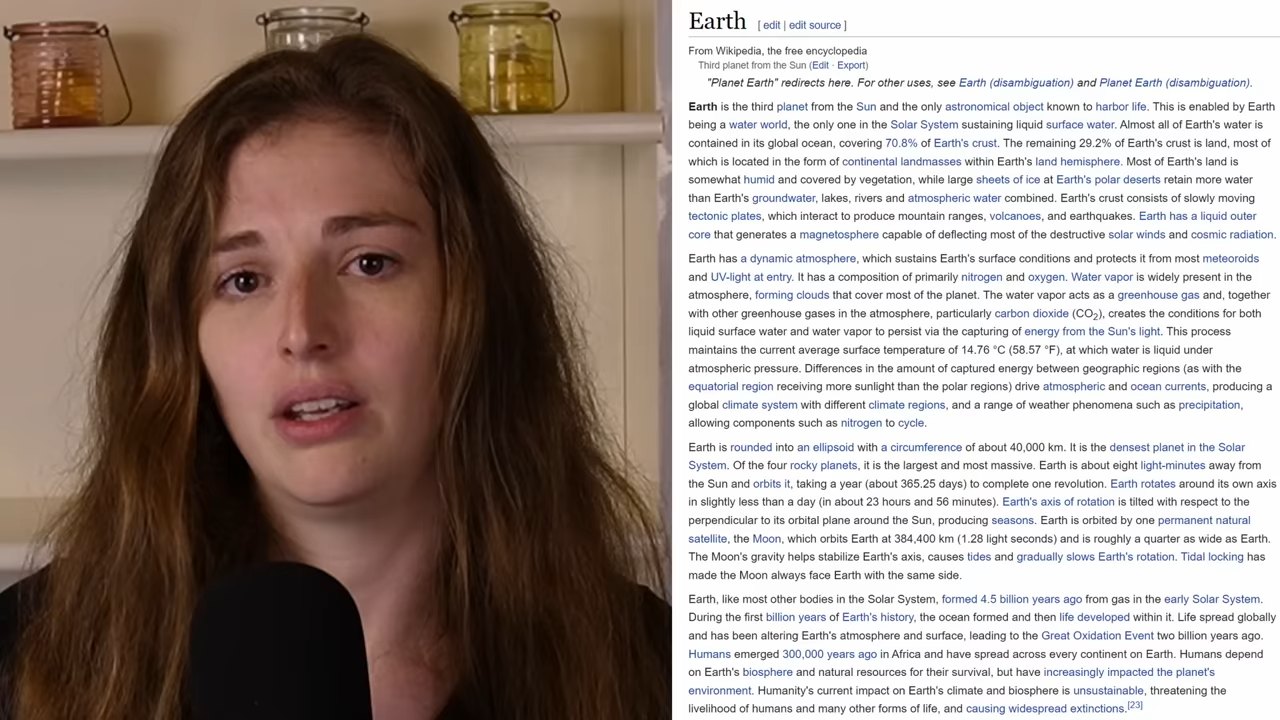 Earth [ edit | edit source ]
From Wikipedia, the free encyclopedia
Third planet from the Sun (Edit · Export)
"Planet Earth" redirects here. For other uses, see Earth (disambiguation) and Planet Earth (disambiguation).
Earth is the third planet from the Sun and the only astronomical object known to harbor life. This is enabled by Earth
being a water world, the only one in the Solar System sustaining liquid surface water. Almost all of Earth's water is
contained in its global ocean, covering 70.8% of Earth's crust. The remaining 29.2% of Earth's crust is land, most of
which is located in the form of continental landmasses within Earth's land hemisphere. Most of Earth's land is
somewhat humid and covered by vegetation, while large sheets of ice at Earth's polar deserts retain more water
than Earth's groundwater, lakes, rivers and atmospheric water combined. Earth's crust consists of slowly moving
tectonic plates, which interact to produce mountain ranges, volcanoes, and earthquakes. Earth has a liquid outer
core that generates a magnetosphere capable of deflecting most of the destructive solar winds and cosmic radiation.
Earth has a dynamic atmosphere, which sustains Earth's surface conditions and protects it from most meteoroids
and UV-light at entry. It has a composition of primarily nitrogen and oxygen. Water vapor is widely present in the
atmosphere, forming clouds that cover most of the planet. The water vapor acts as a greenhouse gas and, together
with other greenhouse gases in the atmosphere, particularly carbon dioxide (CO2), creates the conditions for both
liquid surface water and water vapor to persist via the capturing of energy from the Sun's light. This process
maintains the current average surface temperature of 14.76 °C (58.57 °F), at which water is liquid under
atmospheric pressure. Differences in the amount of captured energy between geographic regions (as with the
equatorial region receiving more sunlight than the polar regions) drive atmospheric and ocean currents, producing a
global climate system with different climate regions, and a range of weather phenomena such as precipitation,
allowing components such as nitrogen to cycle.
Earth is rounded into an ellipsoid with a circumference of about 40,000 km. It is the densest planet in the Solar
System. Of the four rocky planets, it is the largest and most massive. Earth is about eight light-minutes away from
the Sun and orbits it, taking a year (about 365.25 days) to complete one revolution. Earth rotates around its own axis
in slightly less than a day (in about 23 hours and 56 minutes). Earth's axis of rotation is tilted with respect to the
perpendicular to its orbital plane around the Sun, producing seasons. Earth is orbited by one permanent natural
satellite, the Moon, which orbits Earth at 384,400 km (1.28 light seconds) and is roughly a quarter as wide as Earth.
The Moon's gravity helps stabilize Earth's axis, causes tides and gradually slows Earth's rotation. Tidal locking has
made the Moon always face Earth with the same side.
Earth, like most other bodies in the Solar System, formed 4.5 billion years ago from gas in the early Solar System.
During the first billion years of Earth's history, the ocean formed and then life developed within it. Life spread globally
and has been altering Earth's atmosphere and surface, leading to the Great Oxidation Event two billion years ago.
Humans emerged 300,000 years ago in Africa and have spread across every continent on Earth. Humans depend
on Earth's biosphere and natural resources for their survival, but have increasingly impacted the planet's
environment. Humanity's current impact on Earth's climate and biosphere is unsustainable, threatening the
livelihood of humans and many other forms of life, and causing widespread extinctions.[23]